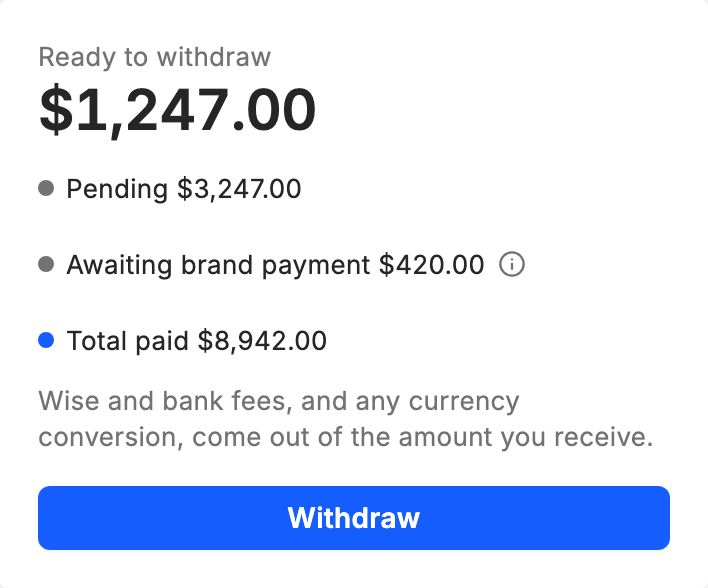 Ready to withdraw
$1,247.00
Pending $3,247.00
Awaiting brand payment $420.00
Total paid $8,942.00
Wise and bank fees, and any currency
conversion, come out of the amount you receive.
Withdraw